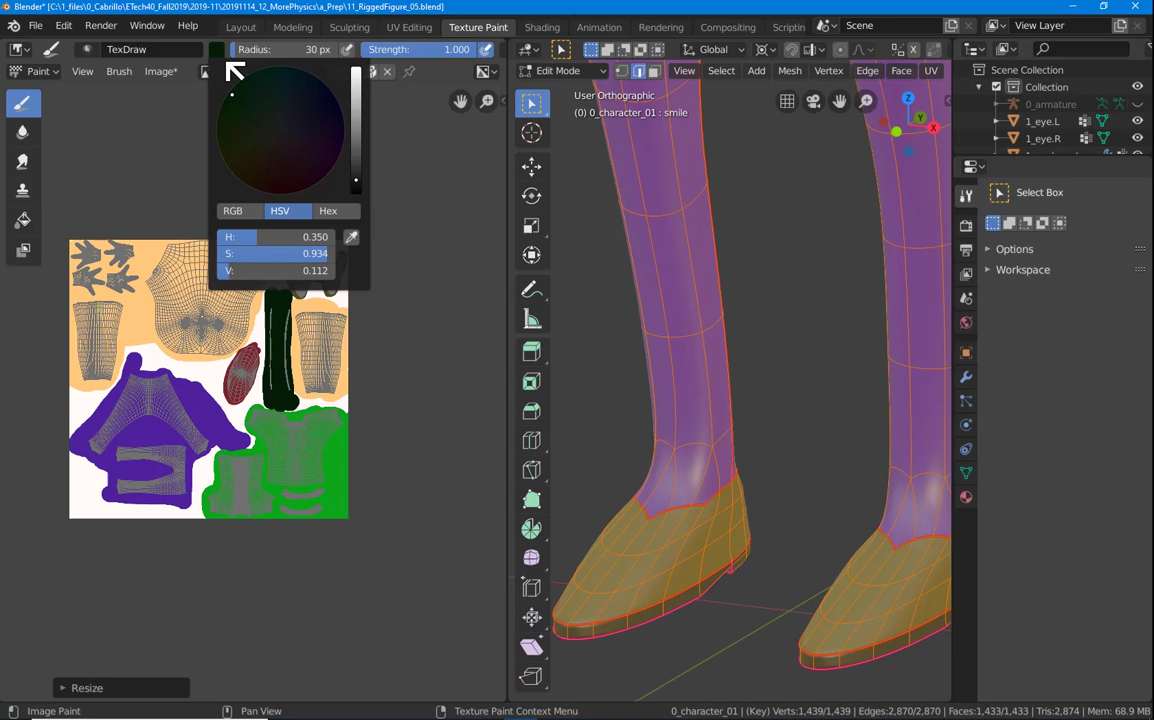 Blender* [C:\1_files\0_Cabrillo\ETech40_Fall2019\2019-11\20191114_12_MorePhysics\a_Prep\11_RiggedFigure_05.blend]
File Edit Render Window Help Layout Modeling Sculpting UV Editing Texture Paint Shading Animation Rendering Compositing Scriptin Scene View Layer
TexDraw Radius: 30 px Strength: 1.000 Global
Paint View Brush Image* Edit Mode View Select Add Mesh Vertex Edge Face UV
Scene Collection
Collection
0_armature
1_eye.L
1_eye.R
User Orthographic
(0) 0_character_01 : smile
Z
Y
X
Select Box
Options
Workspace
RGB HSV Hex
H: 0.350
S: 0.934
V: 0.112
Resize
Image Paint Pan View Texture Paint Context Menu 0_character_01 | (Key) Verts:1,439/1,439 | Edges:2,870/2,870 | Faces:1,433/1,433 | Tris:2,874 | Mem: 68.9 MB